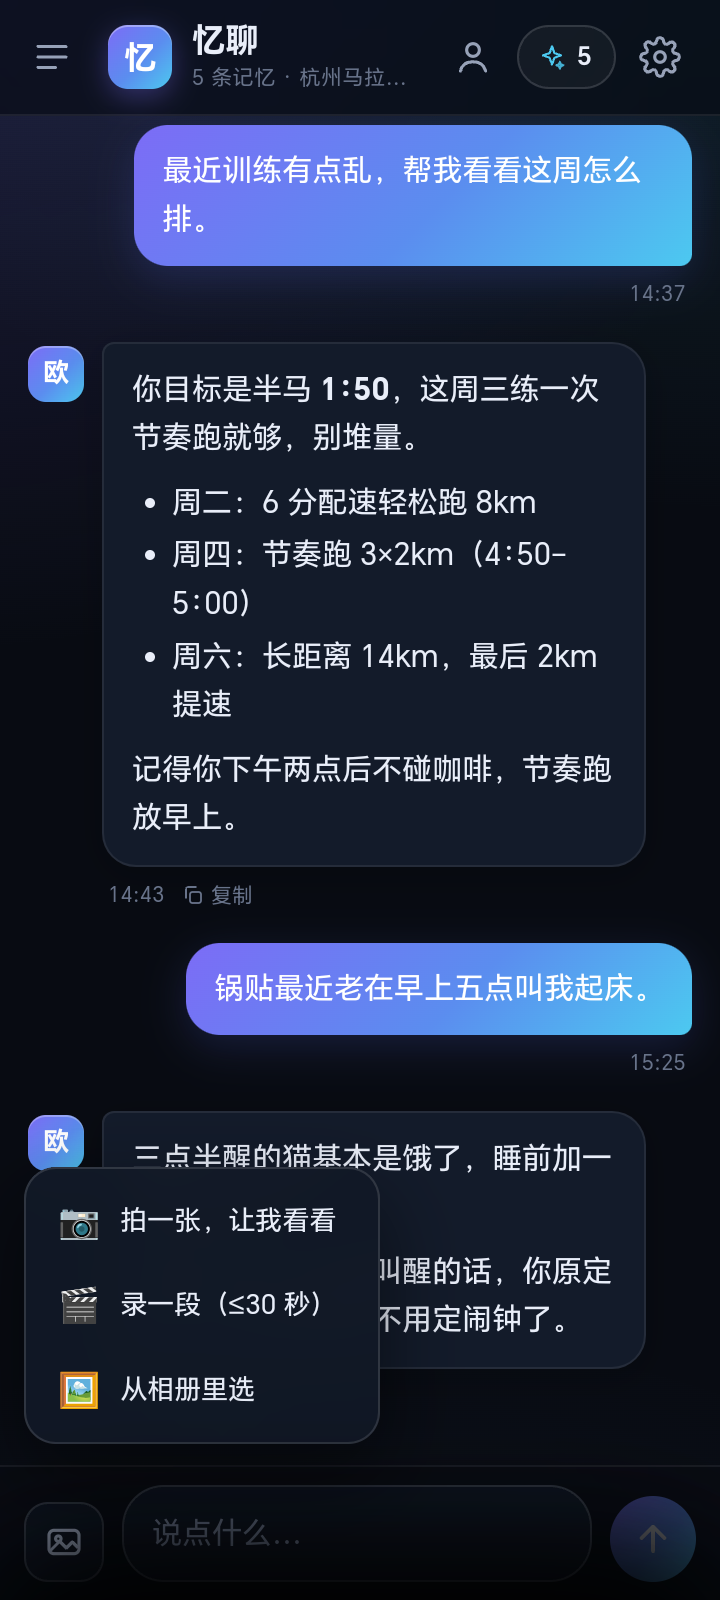 忆
忆聊
5 条记忆 · 杭州马拉...
5
最近训练有点乱，帮我看看这周怎么
排。
14:37
欧
你目标是半马 1:50，这周三练一次
节奏跑就够，别堆量。
• 周二：6 分配速轻松跑 8km
• 周四：节奏跑 3×2km（4:50–
5:00）
• 周六：长距离 14km，最后 2km
提速
记得你下午两点后不碰咖啡，节奏跑
放早上。
14:43 复制
锅贴最近老在早上五点叫我起床。
15:25
欧
三点半醒的猫基本是饿了，睡前加一
叫醒的话，你原定
不用定闹钟了。
拍一张，让我看看
录一段（≤30 秒）
从相册里选
说点什么...